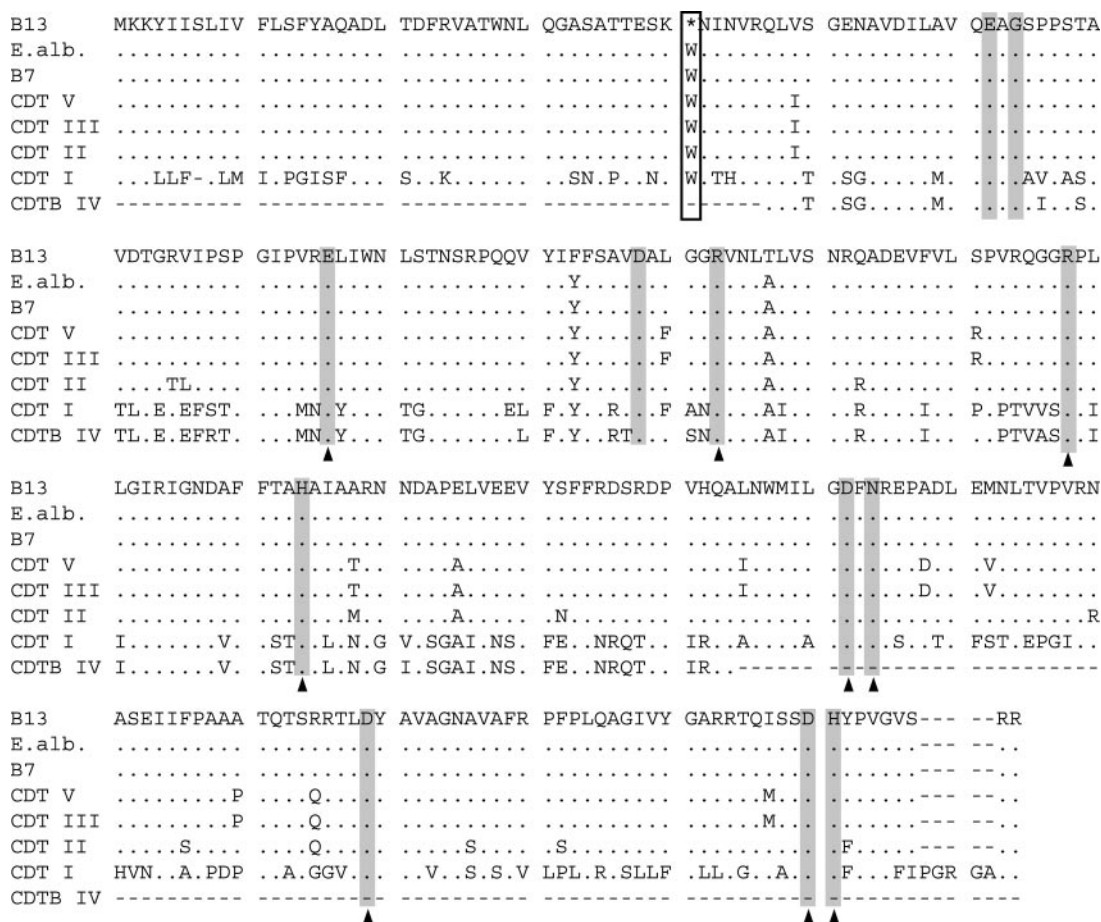 B13 MKKYIISLIV FLSFYAQADL TDFRVATWNL QGASATTESK *NINVRQLVS GENAVDILAV QEAGSPPSTA
E.alb. .......... .......... .......... .......... W......... .......... ..........
B7 .......... .......... .......... .......... W......... .......... ..........
CDT V .......... .......... .......... .......... W.......I. .......... ..........
CDT III .......... .......... .......... .......... W.......I. .......... ..........
CDT II .......... .......... .......... .......... W.......I. .......... ..........
CDT I ...LLF-.LM I.PGISF... S..K...... ...SN.P..N. W.TH.....T .SG.....M. ....AV.AS.
CDTB IV ---------- ---------- ---------- ---------- ------...T .SG.....M. .....I..S.
B13 VDTGRVIPSP GIPVRELIWN LSTNSRPQQV YIFFSAVDAL GGRVNLTLVS NRQADEVFVL SPVRQGGRPL
E.alb. .......... .......... .......... ..Y....... ......A... .......... ..........
B7 .......... .......... .......... ..Y....... ......A... .......... ..........
CDT V .......... .......... .......... ..Y......F ......A... .......... R.........
CDT III .......... .......... .......... ..Y......F ......A... .......... R.........
CDT II ....TL.... .......... .......... ..Y....... ......A... ..R....... ..........
CDT I TL.E.EFST. ...MN.Y... TG......EL F.Y..R...F AN....AI.. ..R....I.. P.PTVVS..I
CDTB IV TL.E.EFRT. ...MN.Y... TG.......L F.Y..RT... SN....AI.. ..R....I.. ..PTVAS..I
B13 LGIRIGNDAF FTAHAIAARN NDAPELVEEV YSFFRDSRDP VHQALNWMIL GDFNREPADL EMNLTVPVRN
E.alb. .......... .......... .......... .......... .......... .......... ..........
B7 .......... .......... .......... .......... .......... .......... ..........
CDT V .......... .......T.. ....A..... .......... ....I..... .......D.. ..V.......
CDT III .......... .......T.. ....A..... .......... ....I..... .......D.. ..V.......
CDT II .......... .......M.. ....A..... ..N....... .......... .......... .........R
CDT I I.......V. .ST..L.N.G V.SGAI.NS. FE..NRQT.. IR..A....A .....S..T. FST.EPGI..
CDTB IV I.......V. .ST..L.N.G I.SGAI.NS. FE..NRQT.. IR..------ ---------- ----------
B13 ASEIIFPAAA TQTSRRTLDY AVAGNAVAFR PFPLQAGIVY GARRTQISSD HYPVGVS--- ---RR
E.alb. .......... .......... .......... .......... .......... .......--- ---..
B7 .......... .......... .......... .......... .......... .......--- ---..
CDT V .........P .....Q.... .......... .......... ......M... .......--- ---..
CDT III .........P .....Q.... .......... .......... ......M... .......--- ---..
CDT II .....S.... .....Q.... .....S.... ..S....... .......... .F.....--- ---..
CDT I HVN..A.PDP ..A.GGV... ..V..S.S.V LPL.R.SLLF .LL.G..A.. .F...FIPGR GA..
CDTB IV ---------- ---------- ---------- ---------- ---------- ---------- -----